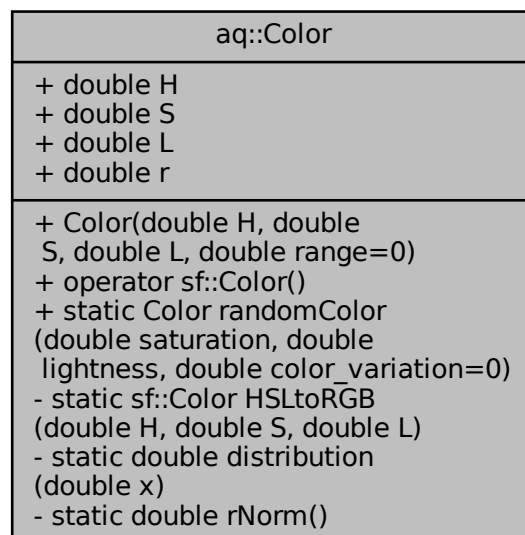 aq::Color
+ double H
+ double S
+ double L
+ double r
+ Color(double H, double
S, double L, double range=0)
+ operator sf::Color()
+ static Color randomColor
(double saturation, double
lightness, double color_variation=0)
- static sf::Color HSLtoRGB
(double H, double S, double L)
- static double distribution
(double x)
- static double rNorm()